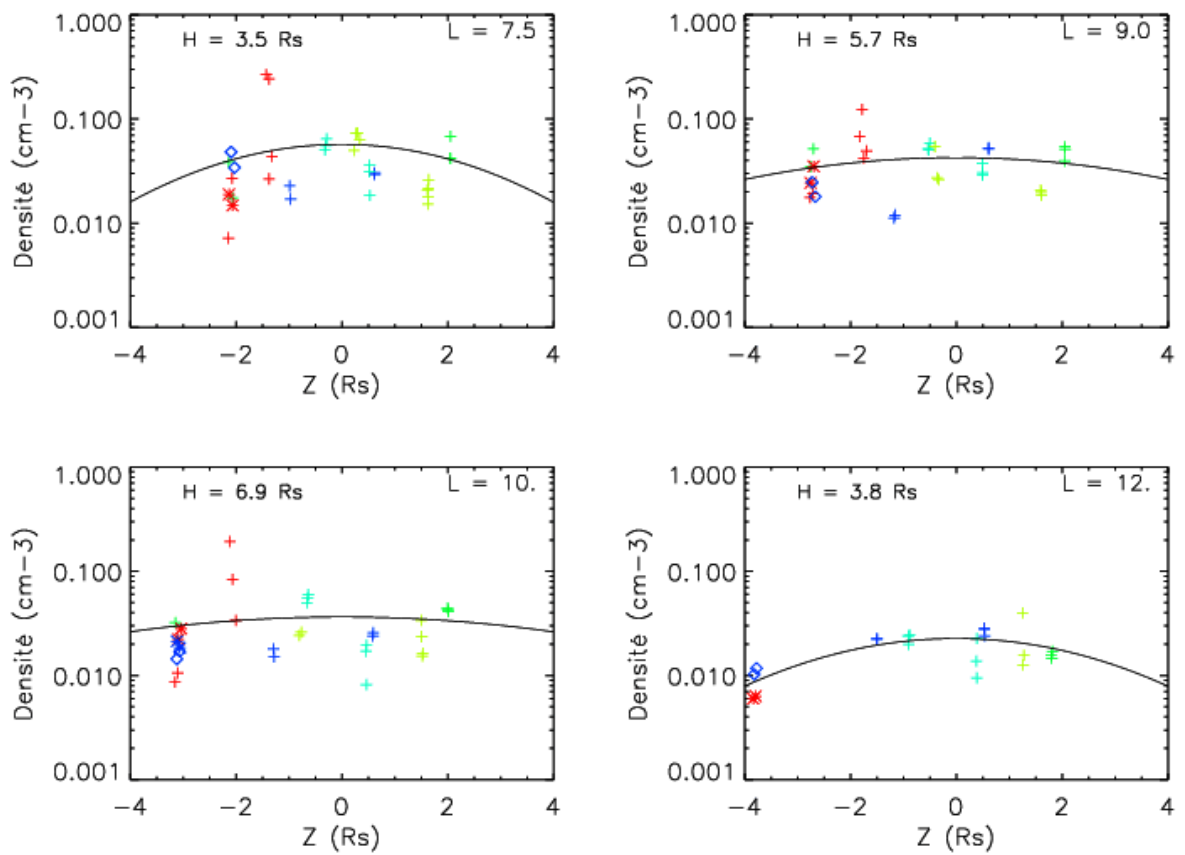 H = 3.5 Rs
L = 7.5
1.000
0.100
0.010
0.001
Densité (cm-3)
-4
-2
0
2
4
Z (Rs)
H = 5.7 Rs
L = 9.0
1.000
0.100
0.010
0.001
Densité (cm-3)
-4
-2
0
2
4
Z (Rs)
H = 6.9 Rs
L = 10.
1.000
0.100
0.010
0.001
Densité (cm-3)
-4
-2
0
2
4
Z (Rs)
H = 3.8 Rs
L = 12.
1.000
0.100
0.010
0.001
Densité (cm-3)
-4
-2
0
2
4
Z (Rs)